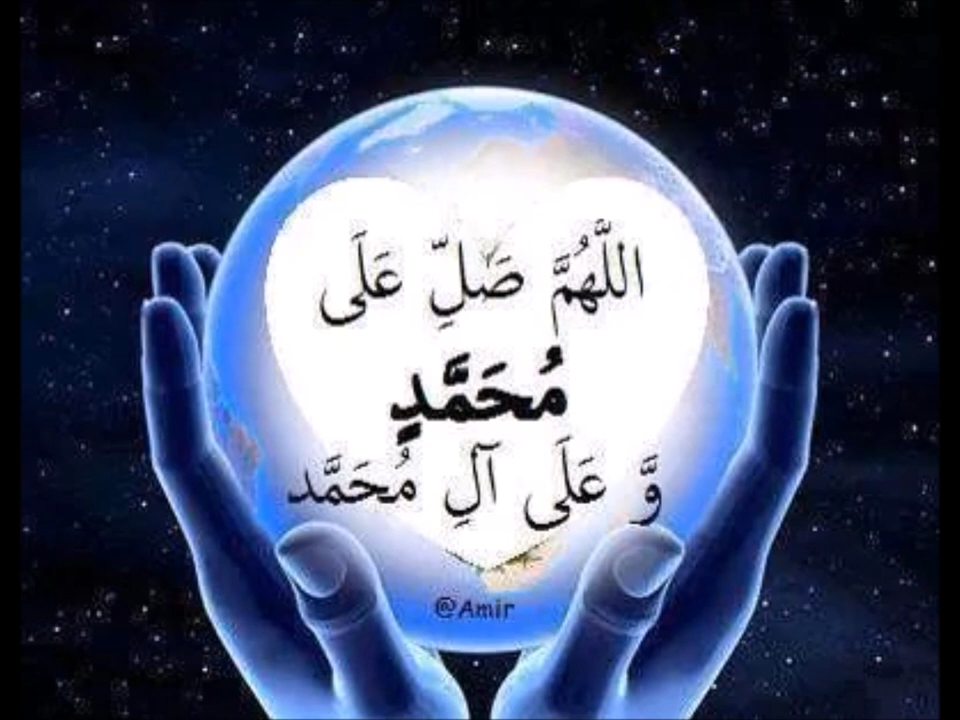 اللَّهُمَّ صَلِّ عَلَى
مُحَمَّدٍ
وَّ عَلَى آلِ مُحَمَّد
@Amir